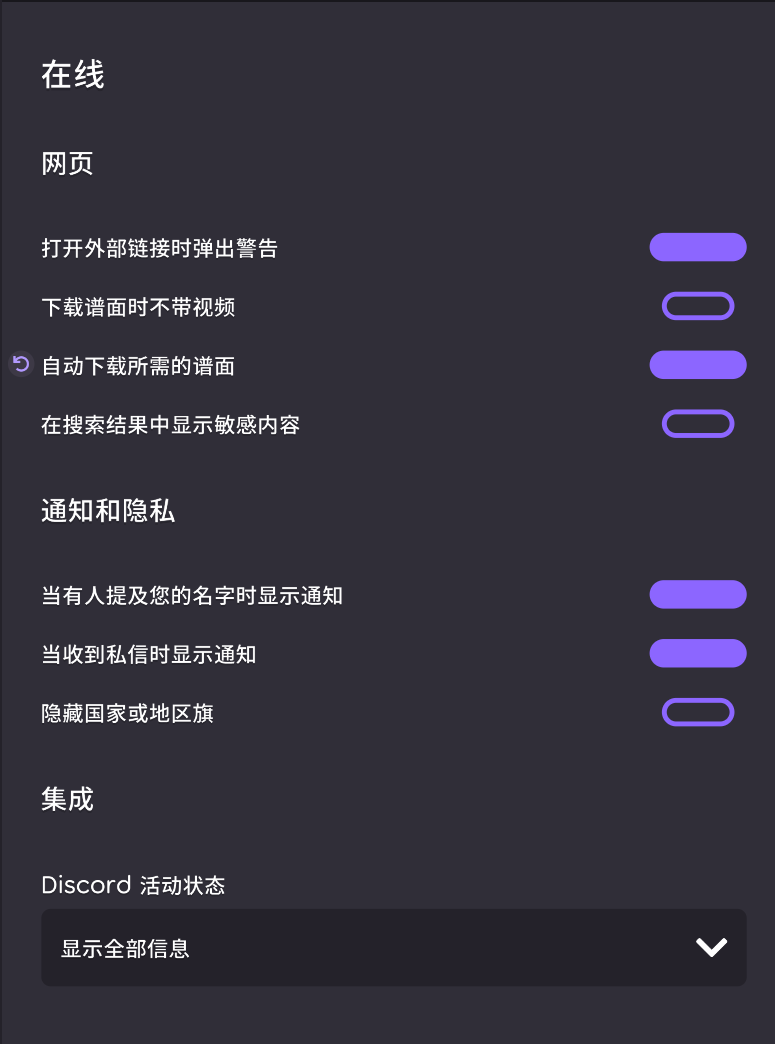 在线
网页
打开外部链接时弹出警告
下载谱面时不带视频
自动下载所需的谱面
在搜索结果中显示敏感内容
通知和隐私
当有人提及您的名字时显示通知
当收到私信时显示通知
隐藏国家或地区旗
集成
Discord 活动状态
显示全部信息